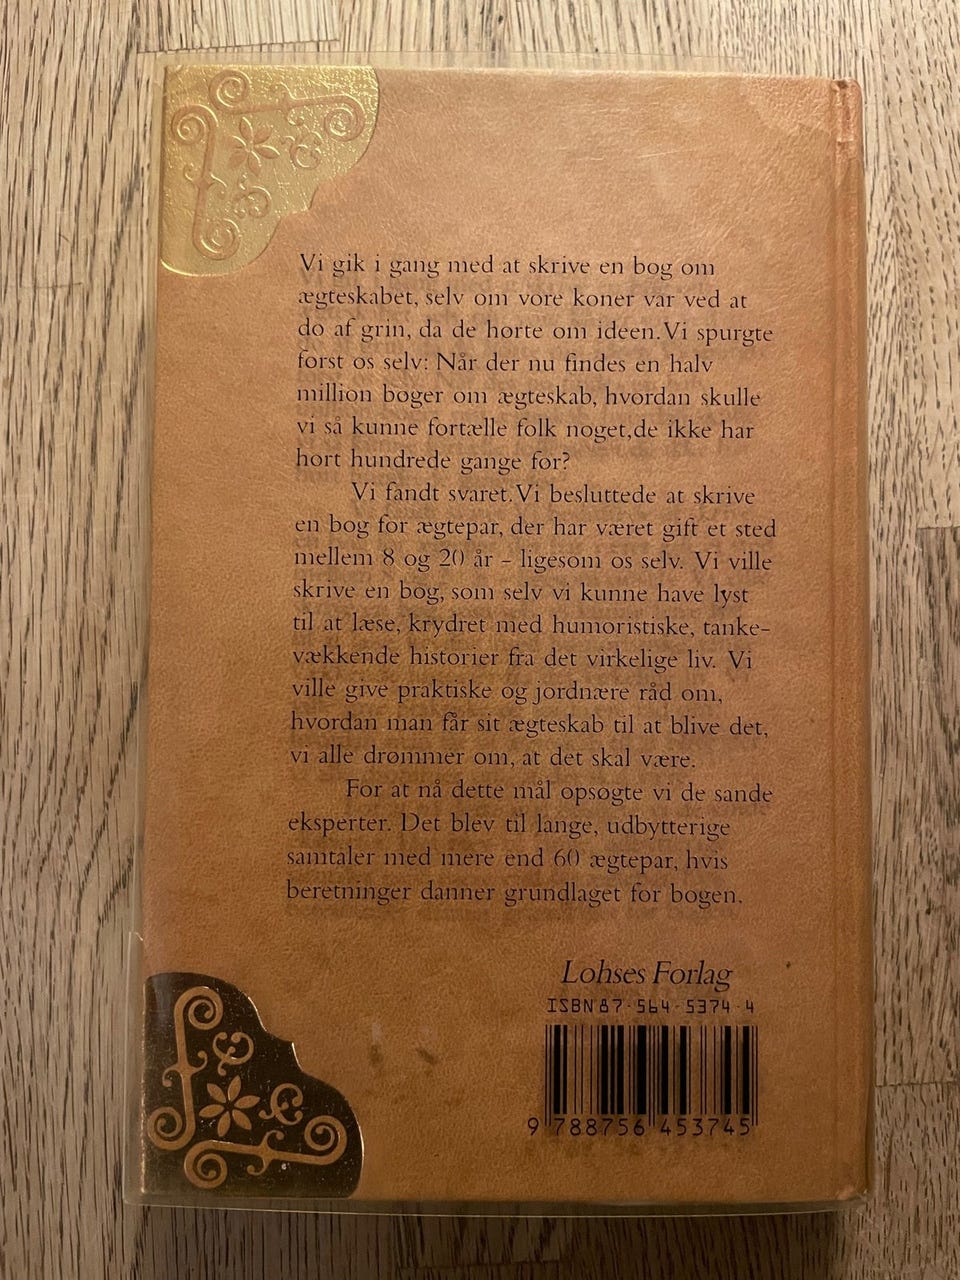 Vi gik i gang med at skrive en bog om
ægteskabet, selv om vore koner var ved at
do af grin, da de horte om ideen.Vi spurgte
forst os selv: Når der nu findes en halv
million boger om ægteskab, hvordan skulle
vi så kunne fortælle folk noget,de ikke har
hort hundrede gange for?
Vi fandt svaret.Vi besluttede at skrive
en bog for ægtepar, der har været gift et sted
mellem 8 og 20 år - ligesom os selv. Vi ville
skrive en bog, som selv vi kunne have lyst
til at læse, krydret med humoristiske, tanke-
vækkende historier fra det virkelige liv. Vi
ville give praktiske og jordnære råd om,
hvordan man får sit ægteskab til at blive det,
vi alle drømmer om, at det skal være.
For at nå dette mål opsøgte vi de sande
eksperter. Det blev til lange, udbytterige
samtaler med mere end 60 ægtepar, hvis
beretninger danner grundlaget for bogen.
Lohses Forlag
ISBN 87-564-5374-4
9 788756 453745